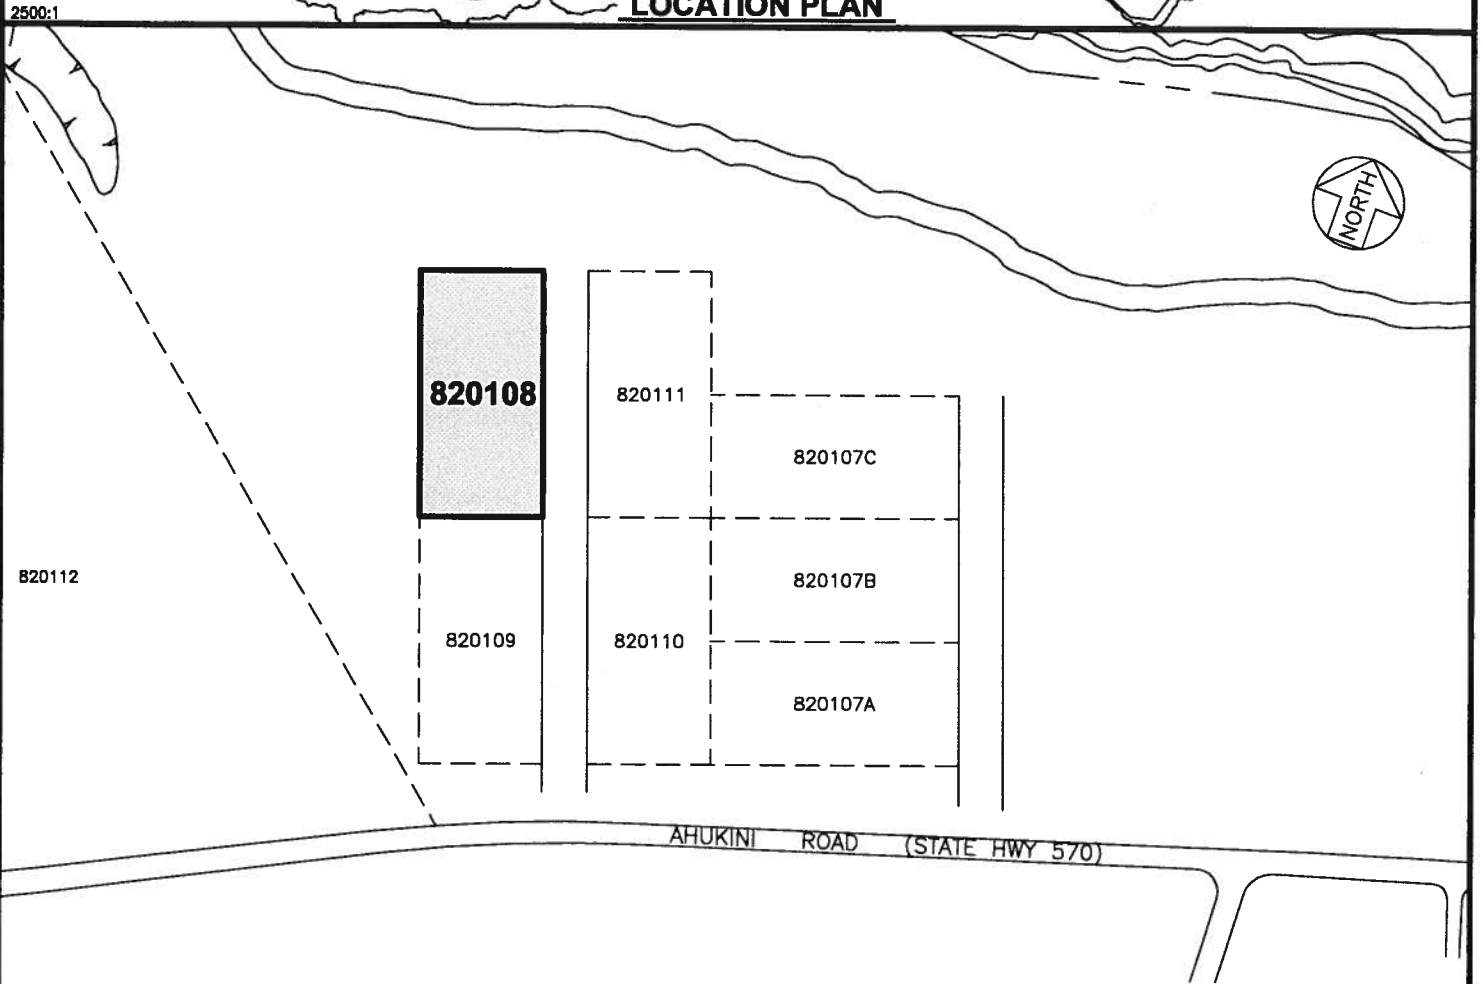 LOCATION PLAN
2500:1
NORTH
820108
820111
820107C
820112
820107B
820109
820110
820107A
AHUKINI ROAD (STATE HWY 570)